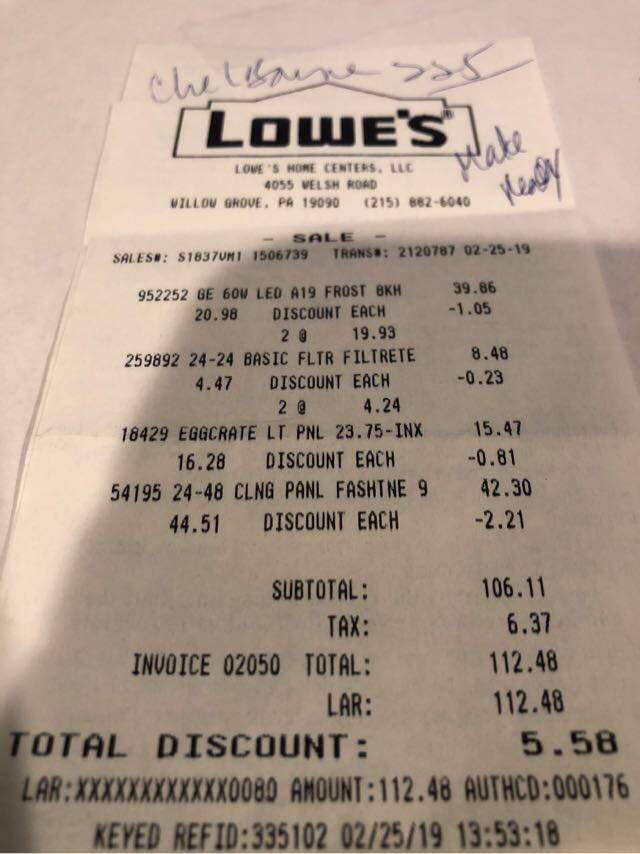 Chelbourne 225
LOWE'S®
Make
Ready
LOWE'S HOME CENTERS, LLC
4055 WELSH ROAD
WILLOW GROVE, PA 19090 (215) 882-6040
- SALE -
SALES#: S1837VM1 1506739 TRANS#: 2120787 02-25-19
952252 GE 60W LED A19 FROST 8KH 39.86
20.98 DISCOUNT EACH -1.05
2 @ 19.93
259892 24-24 BASIC FLTR FILTRETE 8.48
4.47 DISCOUNT EACH -0.23
2 @ 4.24
18429 EGGCRATE LT PNL 23.75-INX 15.47
16.28 DISCOUNT EACH -0.81
54195 24-48 CLNG PANL FASHTNE 9 42.30
44.51 DISCOUNT EACH -2.21
SUBTOTAL: 106.11
TAX: 6.37
INVOICE 02050 TOTAL: 112.48
LAR: 112.48
TOTAL DISCOUNT: 5.58
LAR:XXXXXXXXXXXX0080 AMOUNT:112.48 AUTHCD:000176
KEYED REFID:335102 02/25/19 13:53:18